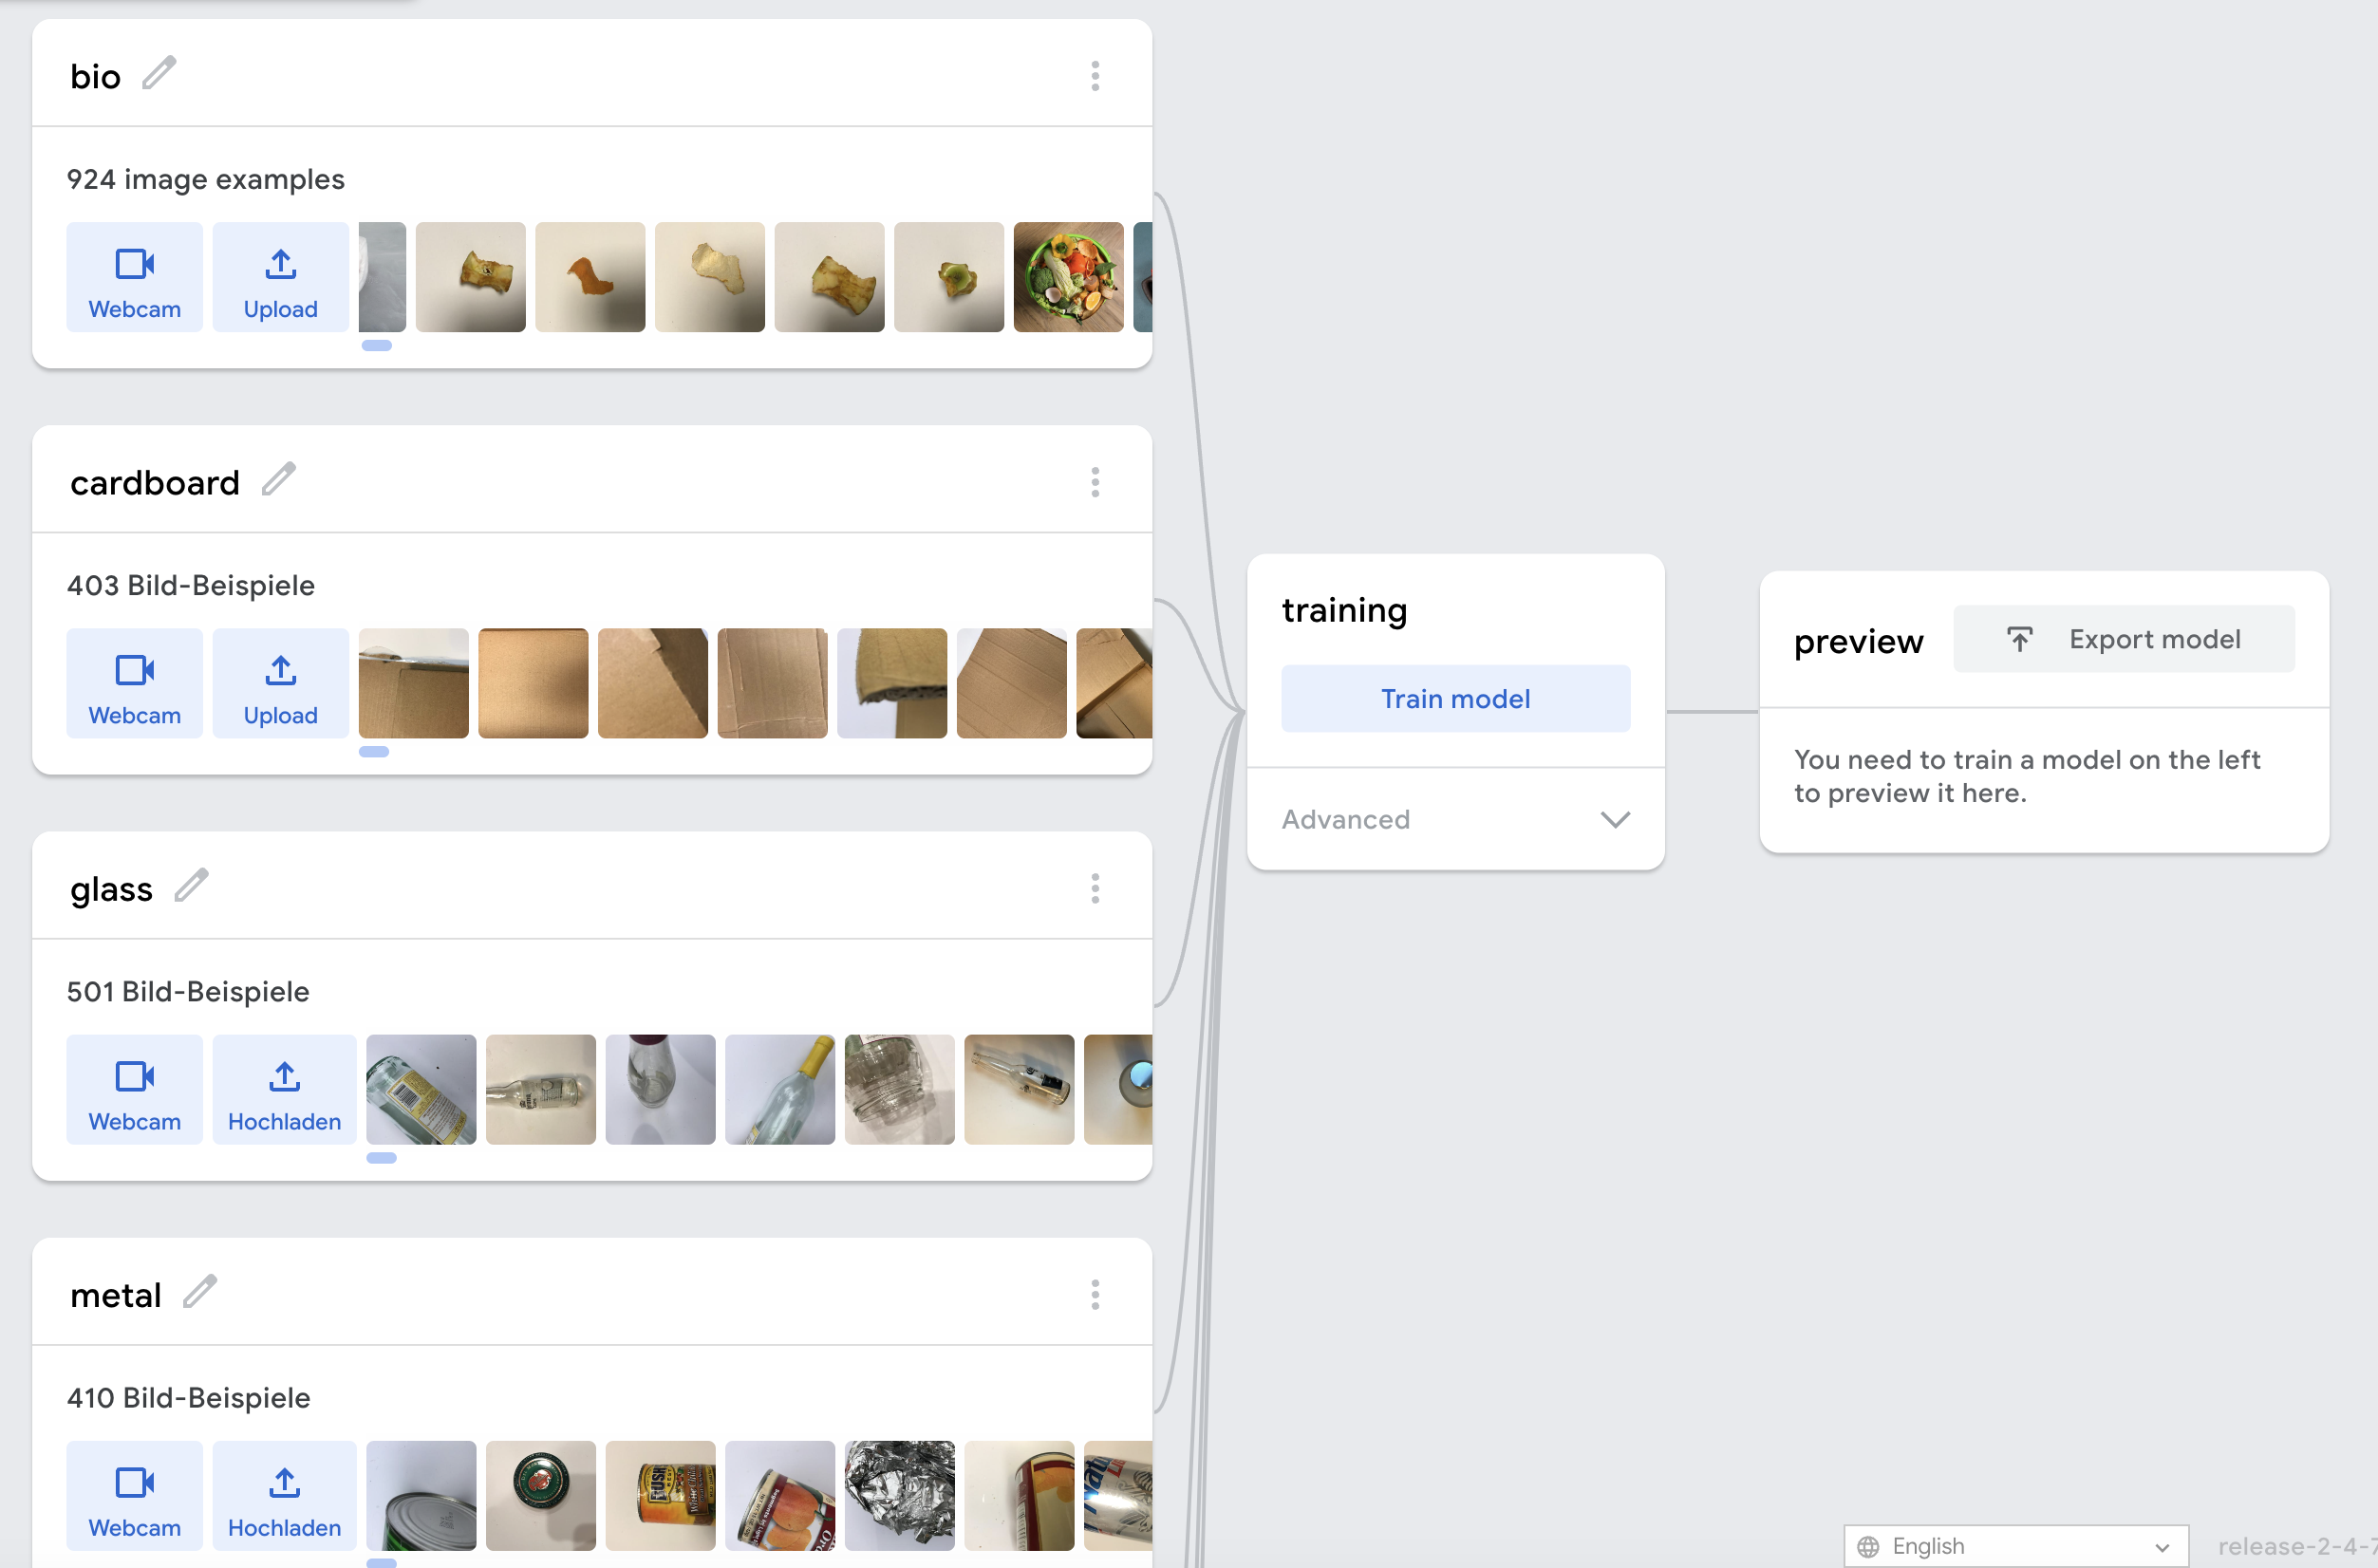 bio
924 image examples
Webcam
Upload
cardboard
403 Bild-Beispiele
Webcam
Upload
glass
501 Bild-Beispiele
Webcam
Hochladen
metal
410 Bild-Beispiele
Webcam
Hochladen
training
Train model
Advanced
preview
Export model
You need to train a model on the left
to preview it here.
English
release-2-4-7